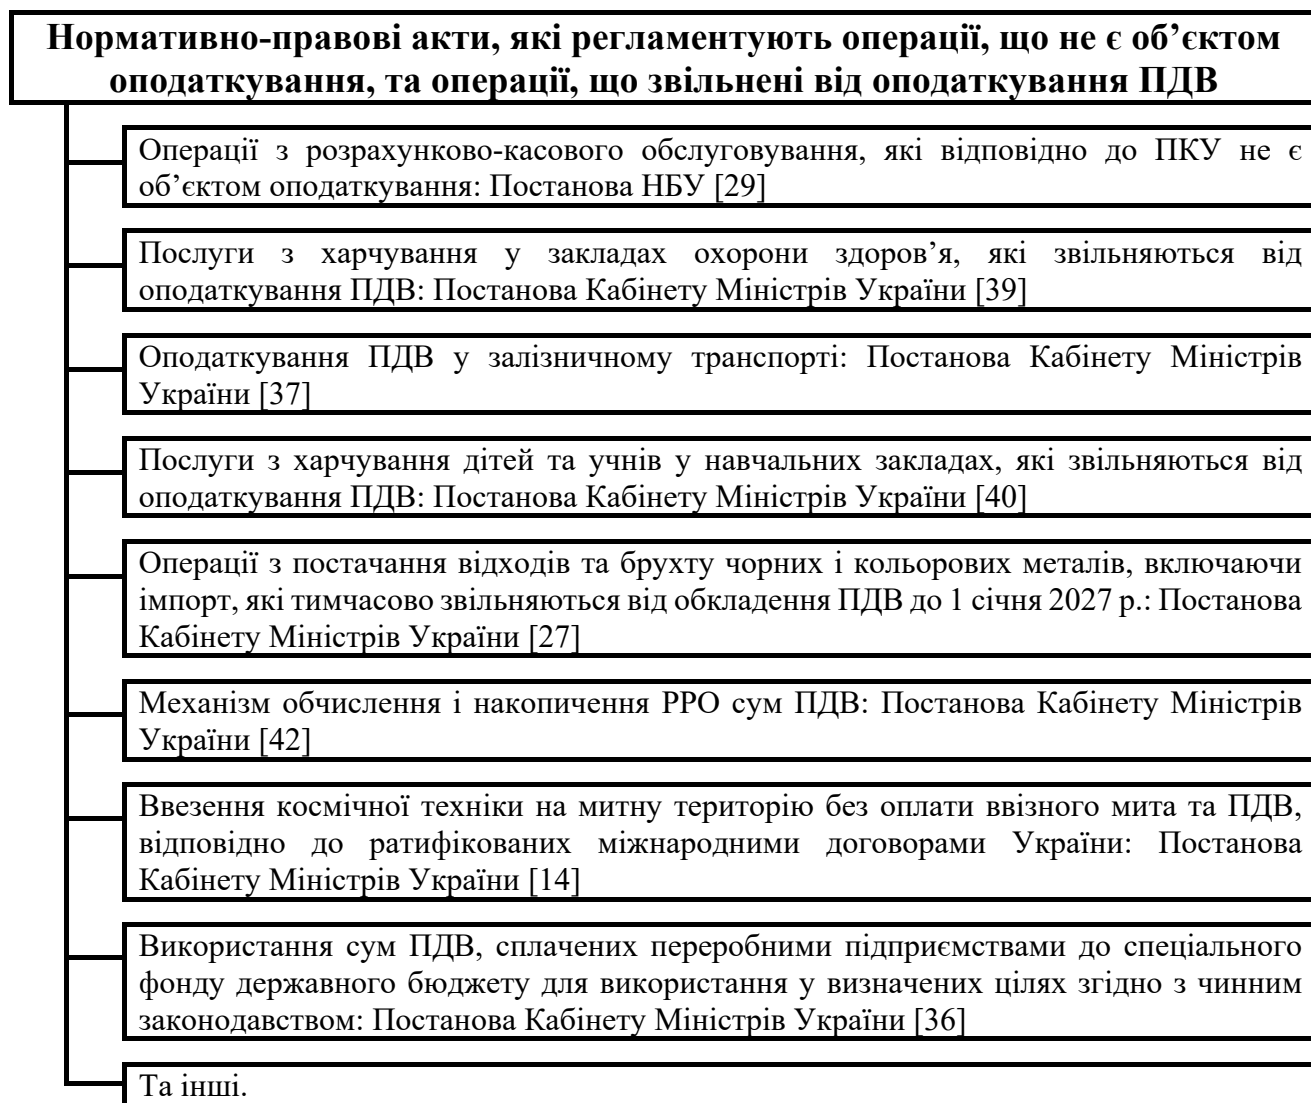 Нормативно-правові акти, які регламентують операції, що не є об’єктом
оподаткування, та операції, що звільнені від оподаткування ПДВ
Операції з розрахунково-касового обслуговування, які відповідно до ПКУ не є
об’єктом оподаткування: Постанова НБУ [29]
Послуги з харчування у закладах охорони здоров’я, які звільняються від
оподаткування ПДВ: Постанова Кабінету Міністрів України [39]
Оподаткування ПДВ у залізничному транспорті: Постанова Кабінету Міністрів
України [37]
Послуги з харчування дітей та учнів у навчальних закладах, які звільняються від
оподаткування ПДВ: Постанова Кабінету Міністрів України [40]
Операції з постачання відходів та брухту чорних і кольорових металів, включаючи
імпорт, які тимчасово звільняються від обкладення ПДВ до 1 січня 2027 р.: Постанова
Кабінету Міністрів України [27]
Механізм обчислення і накопичення РРО сум ПДВ: Постанова Кабінету Міністрів
України [42]
Ввезення космічної техніки на митну територію без оплати ввізного мита та ПДВ,
відповідно до ратифікованих міжнародними договорами України: Постанова
Кабінету Міністрів України [14]
Використання сум ПДВ, сплачених переробними підприємствами до спеціального
фонду державного бюджету для використання у визначених цілях згідно з чинним
законодавством: Постанова Кабінету Міністрів України [36]
Та інші.